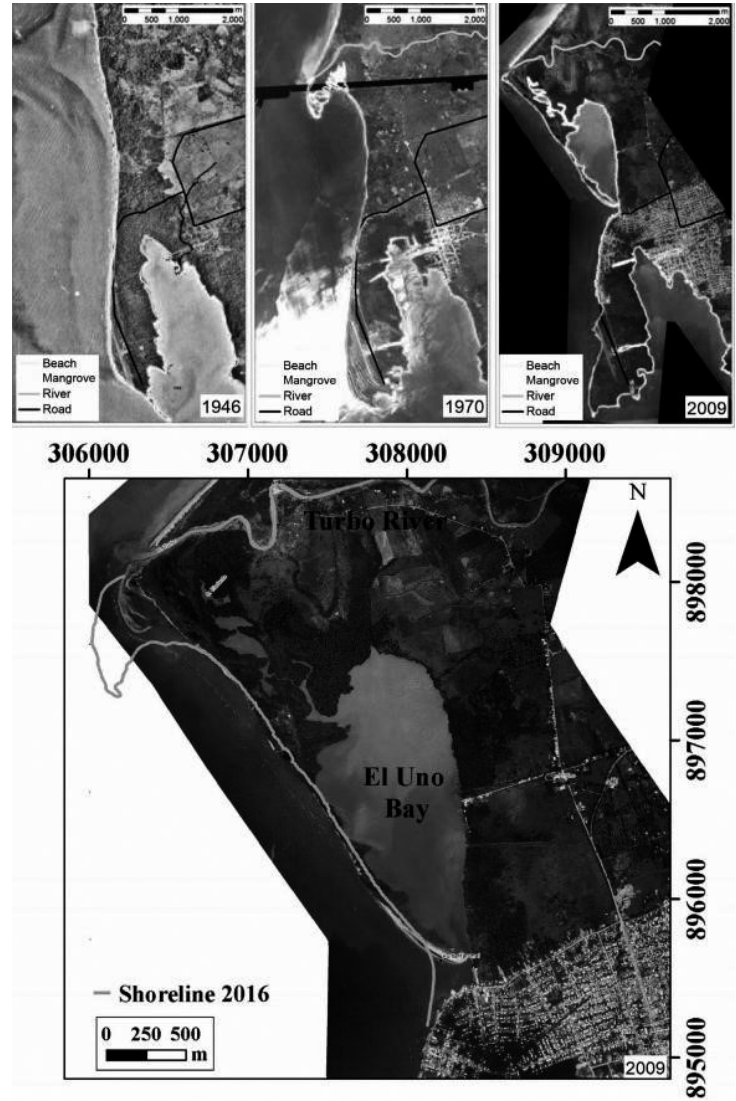 0 500 1,000 2,000
m
Beach
Mangrove
River
Road
1946
0 500 1,000 2,000
m
Beach
Mangrove
River
Road
1970
0 500 1,000 2,000
m
Beach
Mangrove
River
Road
2009
306000 307000 308000 309000
N
Turbo River
898000
897000
El Uno
Bay
896000
Shoreline 2016
0 250 500
m
895000
2009